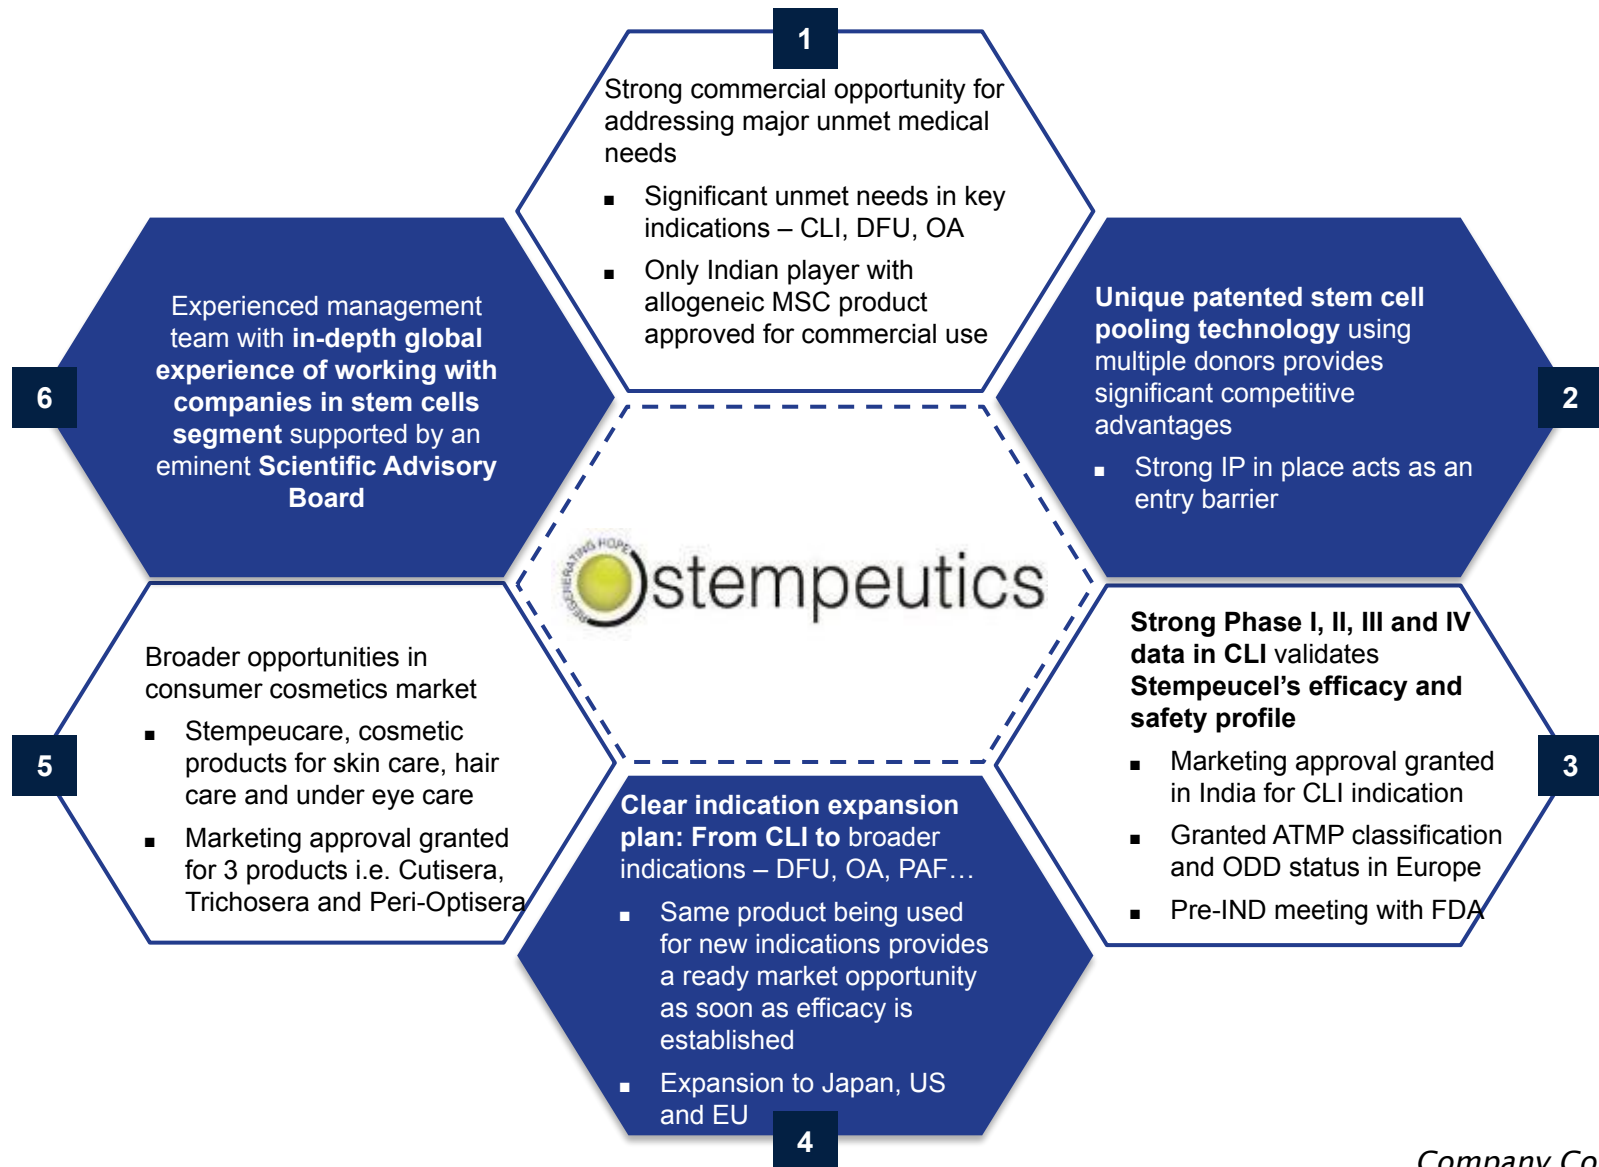 1
Strong commercial opportunity for
addressing major unmet medical
needs
▪ Significant unmet needs in key
indications – CLI, DFU, OA
▪ Only Indian player with
allogeneic MSC product
approved for commercial use
2
Unique patented stem cell
pooling technology using
multiple donors provides
significant competitive
advantages
▪ Strong IP in place acts as an
entry barrier
3
Strong Phase I, II, III and IV
data in CLI validates
Stempeucel’s efficacy and
safety profile
▪ Marketing approval granted
in India for CLI indication
▪ Granted ATMP classification
and ODD status in Europe
▪ Pre-IND meeting with FDA
4
Clear indication expansion
plan: From CLI to broader
indications – DFU, OA, PAF…
▪ Same product being used
for new indications provides
a ready market opportunity
as soon as efficacy is
established
▪ Expansion to Japan, US
and EU
5
Broader opportunities in
consumer cosmetics market
▪ Stempeucare, cosmetic
products for skin care, hair
care and under eye care
▪ Marketing approval granted
for 3 products i.e. Cutisera,
Trichosera and Peri-Optisera
6
Experienced management
team with in-depth global
experience of working with
companies in stem cells
segment supported by an
eminent Scientific Advisory
Board
REGENERATING HOPE
stempeutics
Company Co